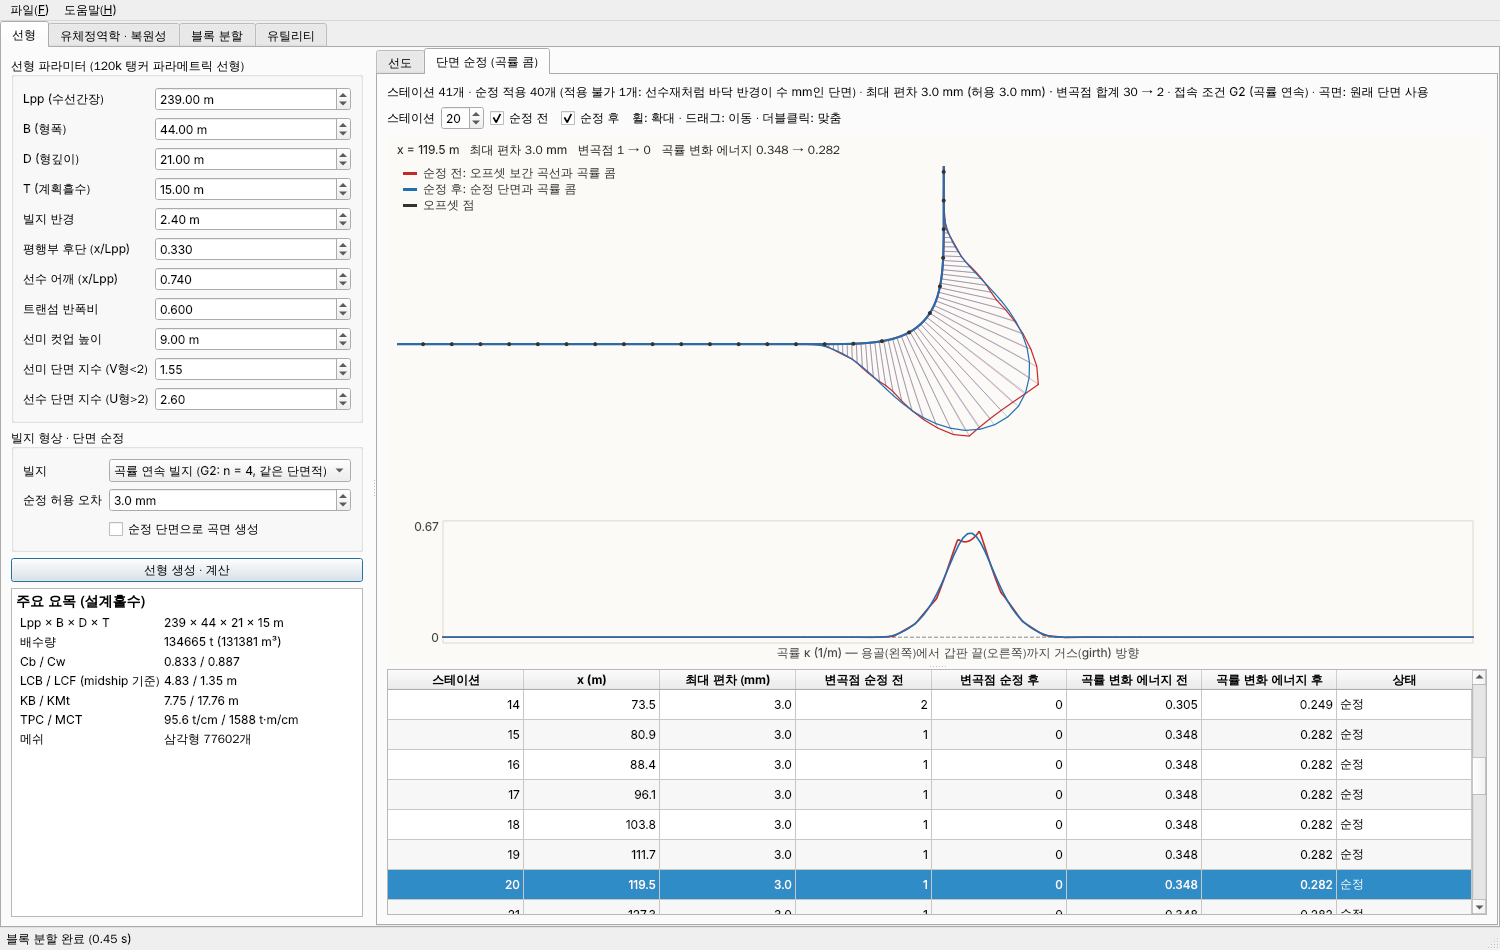 파일(F) 도움말(H)
선형 유체정역학 · 복원성 블록 분할 유틸리티
선형 파라미터 (120k 탱커 파라메트릭 선형)
Lpp (수선간장) 239.00 m
B (형폭) 44.00 m
D (형깊이) 21.00 m
T (계획흘수) 15.00 m
빌지 반경 2.40 m
평행부 후단 (x/Lpp) 0.330
선수 어깨 (x/Lpp) 0.740
트랜섬 반폭비 0.600
선미 컷업 높이 9.00 m
선미 단면 지수 (V형<2) 1.55
선수 단면 지수 (U형>2) 2.60
빌지 형상 · 단면 순정
빌지 곡률 연속 빌지 (G2: n = 4, 같은 단면적)
순정 허용 오차 3.0 mm
순정 단면으로 곡면 생성
선형 생성 · 계산
주요 요목 (설계흘수)
Lpp × B × D × T 239 × 44 × 21 × 15 m
배수량 134665 t (131381 m³)
Cb / Cw 0.833 / 0.887
LCB / LCF (midship 기준) 4.83 / 1.35 m
KB / KMt 7.75 / 17.76 m
TPC / MCT 95.6 t/cm / 1588 t·m/cm
메쉬 삼각형 77602개
선도 단면 순정 (곡률 콤)
스테이션 41개 · 순정 적용 40개 (적용 불가 1개: 선수재처럼 바닥 반경이 수 mm인 단면) · 최대 편차 3.0 mm (허용 3.0 mm) · 변곡점 합계 30 → 2 · 접속 조건 G2 (곡률 연속) · 곡면: 원래 단면 사용
스테이션 20 순정 전 순정 후 휠: 확대 · 드래그: 이동 · 더블클릭: 맞춤
x = 119.5 m 최대 편차 3.0 mm 변곡점 1 → 0 곡률 변화 에너지 0.348 → 0.282
순정 전: 오프셋 보간 곡선과 곡률 콤
순정 후: 순정 단면과 곡률 콤
오프셋 점
0.67
0
곡률 κ (1/m) — 용골(왼쪽)에서 갑판 끝(오른쪽)까지 거스(girth) 방향
스테이션 x (m) 최대 편차 (mm) 변곡점 순정 전 변곡점 순정 후 곡률 변화 에너지 전 곡률 변화 에너지 후 상태
14 73.5 3.0 2 0 0.305 0.249 순정
15 80.9 3.0 1 0 0.348 0.282 순정
16 88.4 3.0 1 0 0.348 0.282 순정
17 96.1 3.0 1 0 0.348 0.282 순정
18 103.8 3.0 1 0 0.348 0.282 순정
19 111.7 3.0 1 0 0.348 0.282 순정
20 119.5 3.0 1 0 0.348 0.282 순정
21 127.3 3.0 1 0 0.348 0.282 순정
블록 분할 완료 (0.45 s)